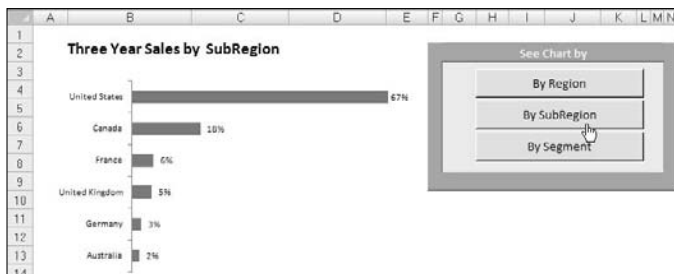 A B C D E F G H I J K L M N
1
2 Three Year Sales by SubRegion See Chart by
3
4 United States 67% By Region
5
6 Canada 18% By SubRegion
7 By Segment
8 France 6%
9
10 United Kingdom 5%
11 Germany 3%
12
13 Australia 2%
14